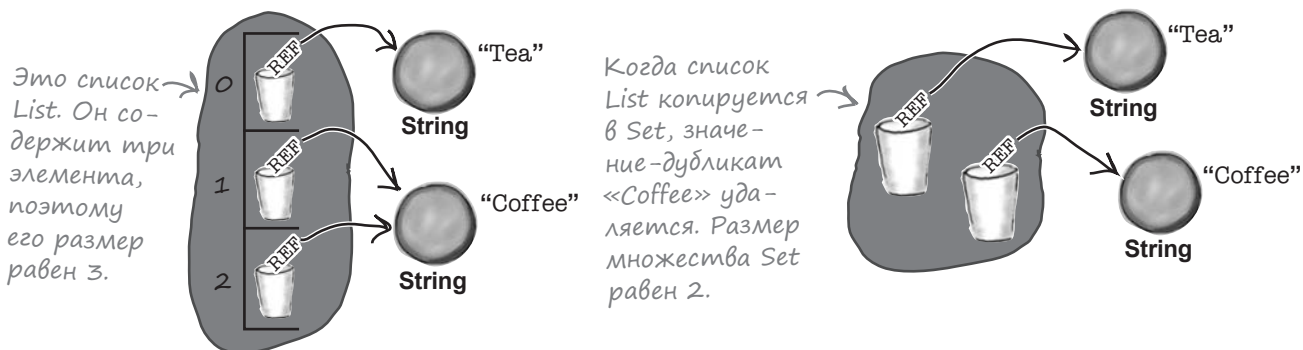 Это список
List. Он со-
держит три
элемента,
поэтому
его размер
равен 3.
0
REF
"Tea"
String
1
REF
"Coffee"
2
REF
String
Когда список
List копируется
в Set, значе-
ние-дубликат
«Coffee» уда-
ляется. Размер
множества Set
равен 2.
REF
"Tea"
String
REF
"Coffee"
String